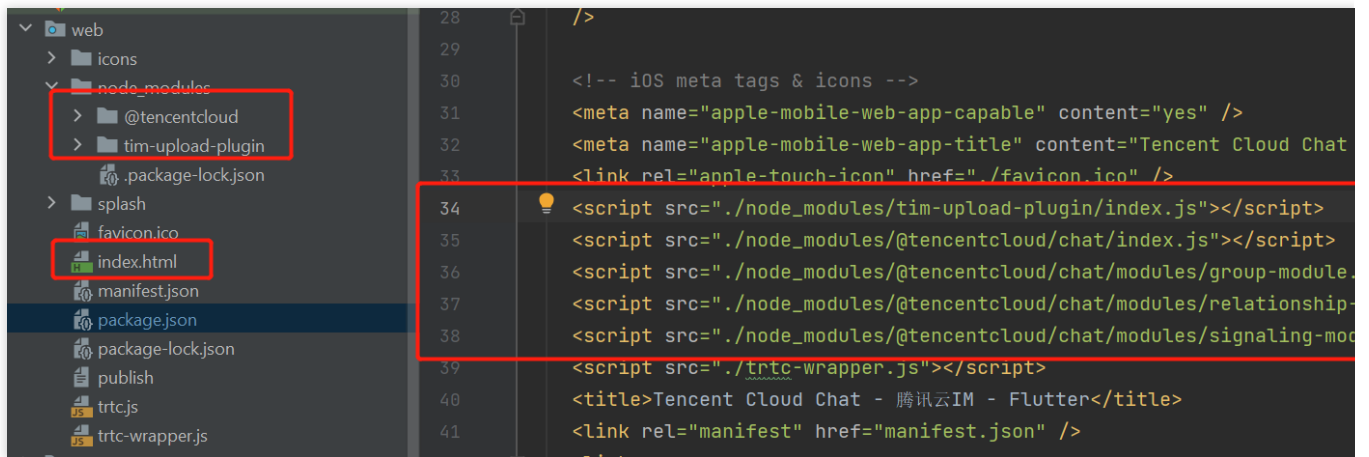 web
icons
node_modules
@tencentcloud
tim-upload-plugin
.package-lock.json
splash
favicon.ico
index.html
manifest.json
package.json
package-lock.json
publish
trtc.js
trtc-wrapper.js
28 />
29
30 <!-- iOS meta tags & icons -->
31 <meta name="apple-mobile-web-app-capable" content="yes" />
32 <meta name="apple-mobile-web-app-title" content="Tencent Cloud Chat
33 <link rel="apple-touch-icon" href="./favicon.ico" />
34 <script src="./node_modules/tim-upload-plugin/index.js"></script>
35 <script src="./node_modules/@tencentcloud/chat/index.js"></script>
36 <script src="./node_modules/@tencentcloud/chat/modules/group-module.
37 <script src="./node_modules/@tencentcloud/chat/modules/relationship-
38 <script src="./node_modules/@tencentcloud/chat/modules/signaling-mod
39 <script src="./trtc-wrapper.js"></script>
40 <title>Tencent Cloud Chat - 腾讯云IM - Flutter</title>
41 <link rel="manifest" href="manifest.json" />